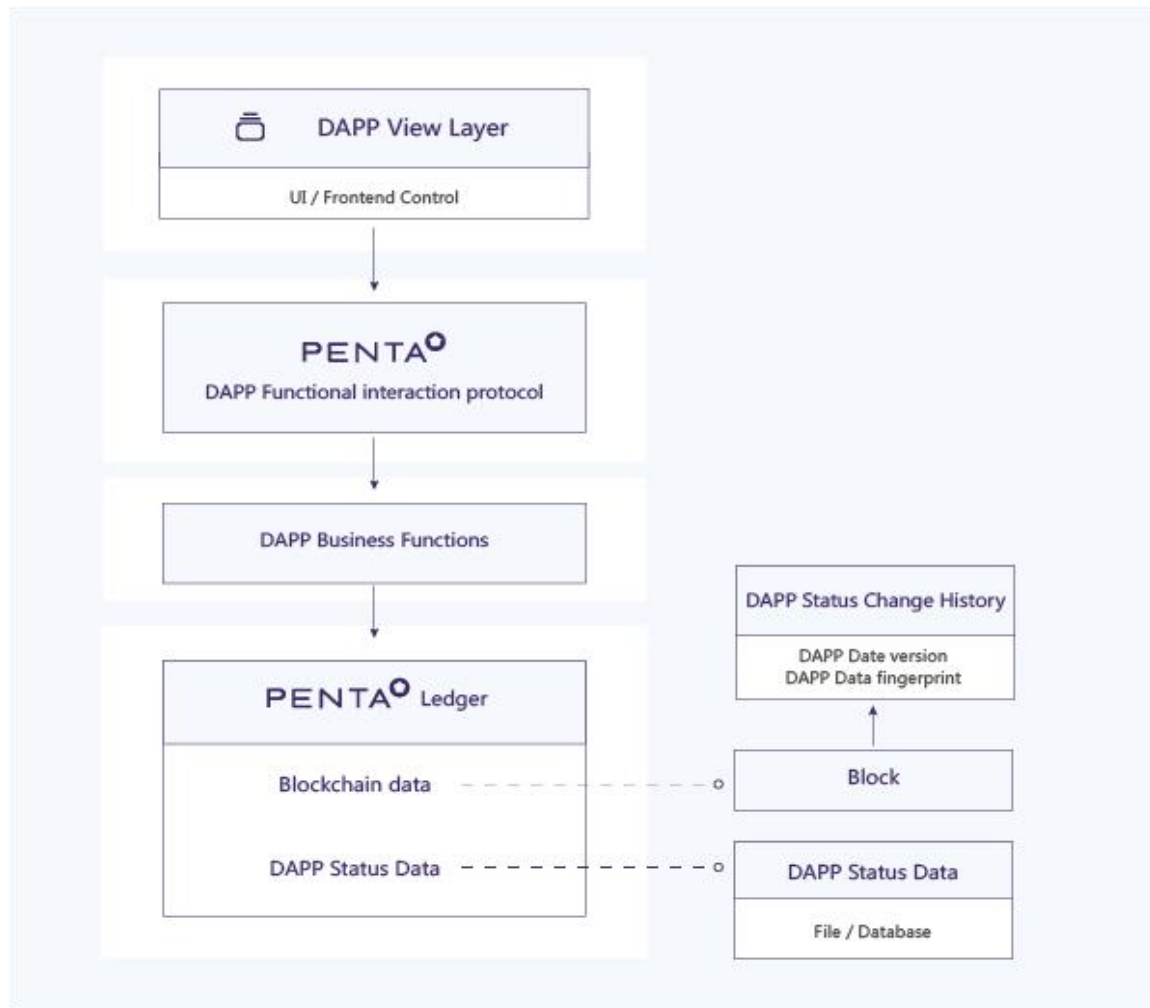 DAPP View Layer
UI / Frontend Control
PENTA
DAPP Functional interaction protocol
DAPP Business Functions
PENTA Ledger
Blockchain data
DAPP Status Data
DAPP Status Change History
DAPP Date version
DAPP Data fingerprint
Block
DAPP Status Data
File / Database